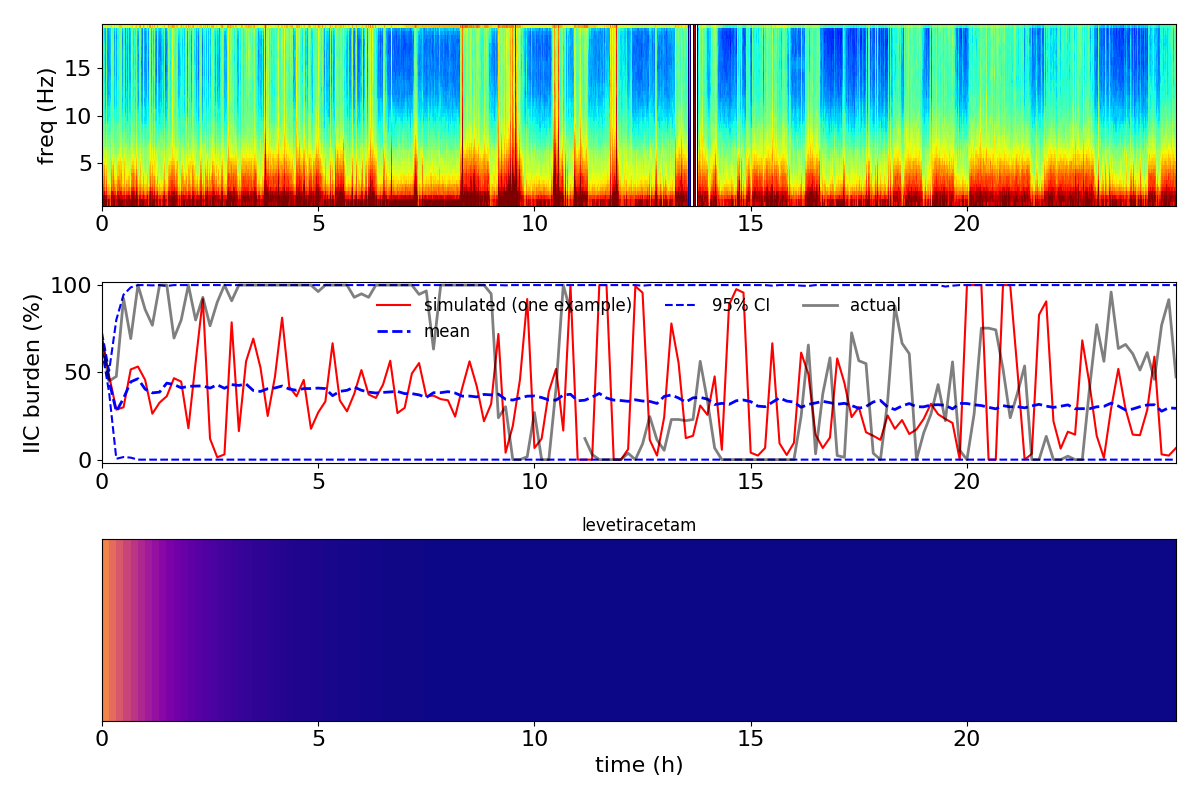 freq (Hz)
15
10
5
0 5 10 15 20
IIC burden (%)
100
50
0
simulated (one example) 95% CI actual
mean
0 5 10 15 20
levetiracetam
0 5 10 15 20
time (h)